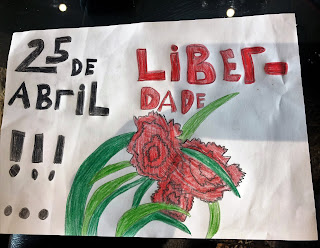 25 DE
ABril
!!!
...
LiBER-
DADE